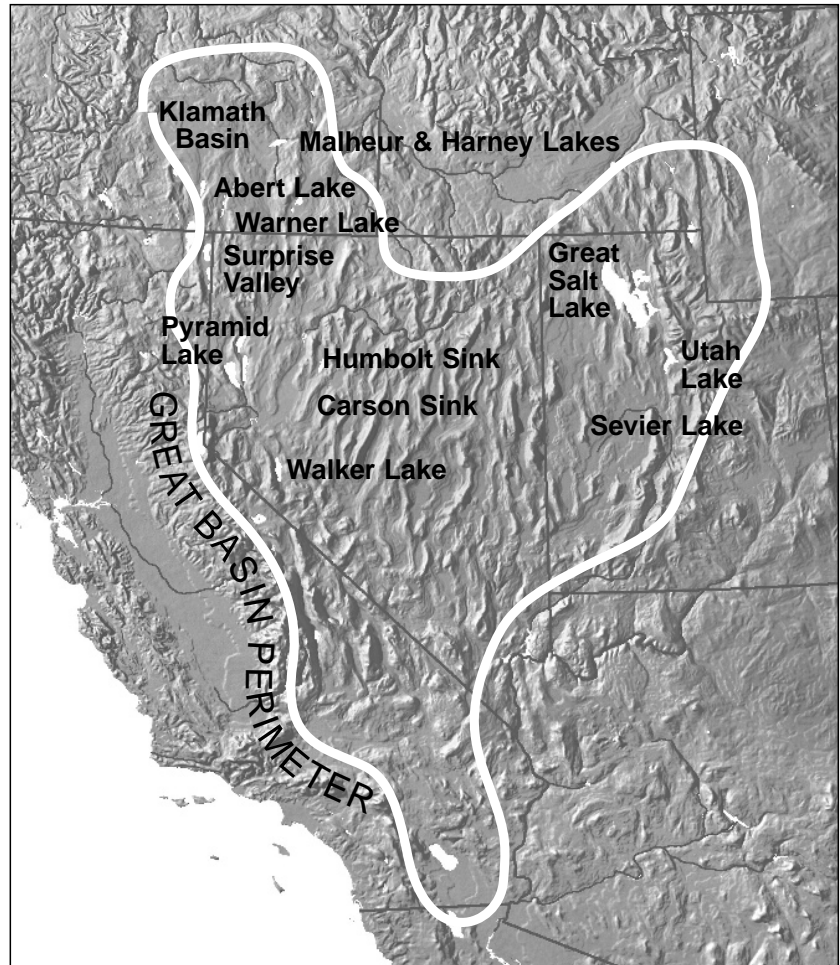 Klamath
Basin
Malheur & Harney Lakes
Abert Lake
Warner Lake
Surprise
Valley
Great
Salt
Lake
Pyramid
Lake
Humbolt Sink
Utah
Lake
Carson Sink
Sevier Lake
Walker Lake
GREAT BASIN PERIMETER